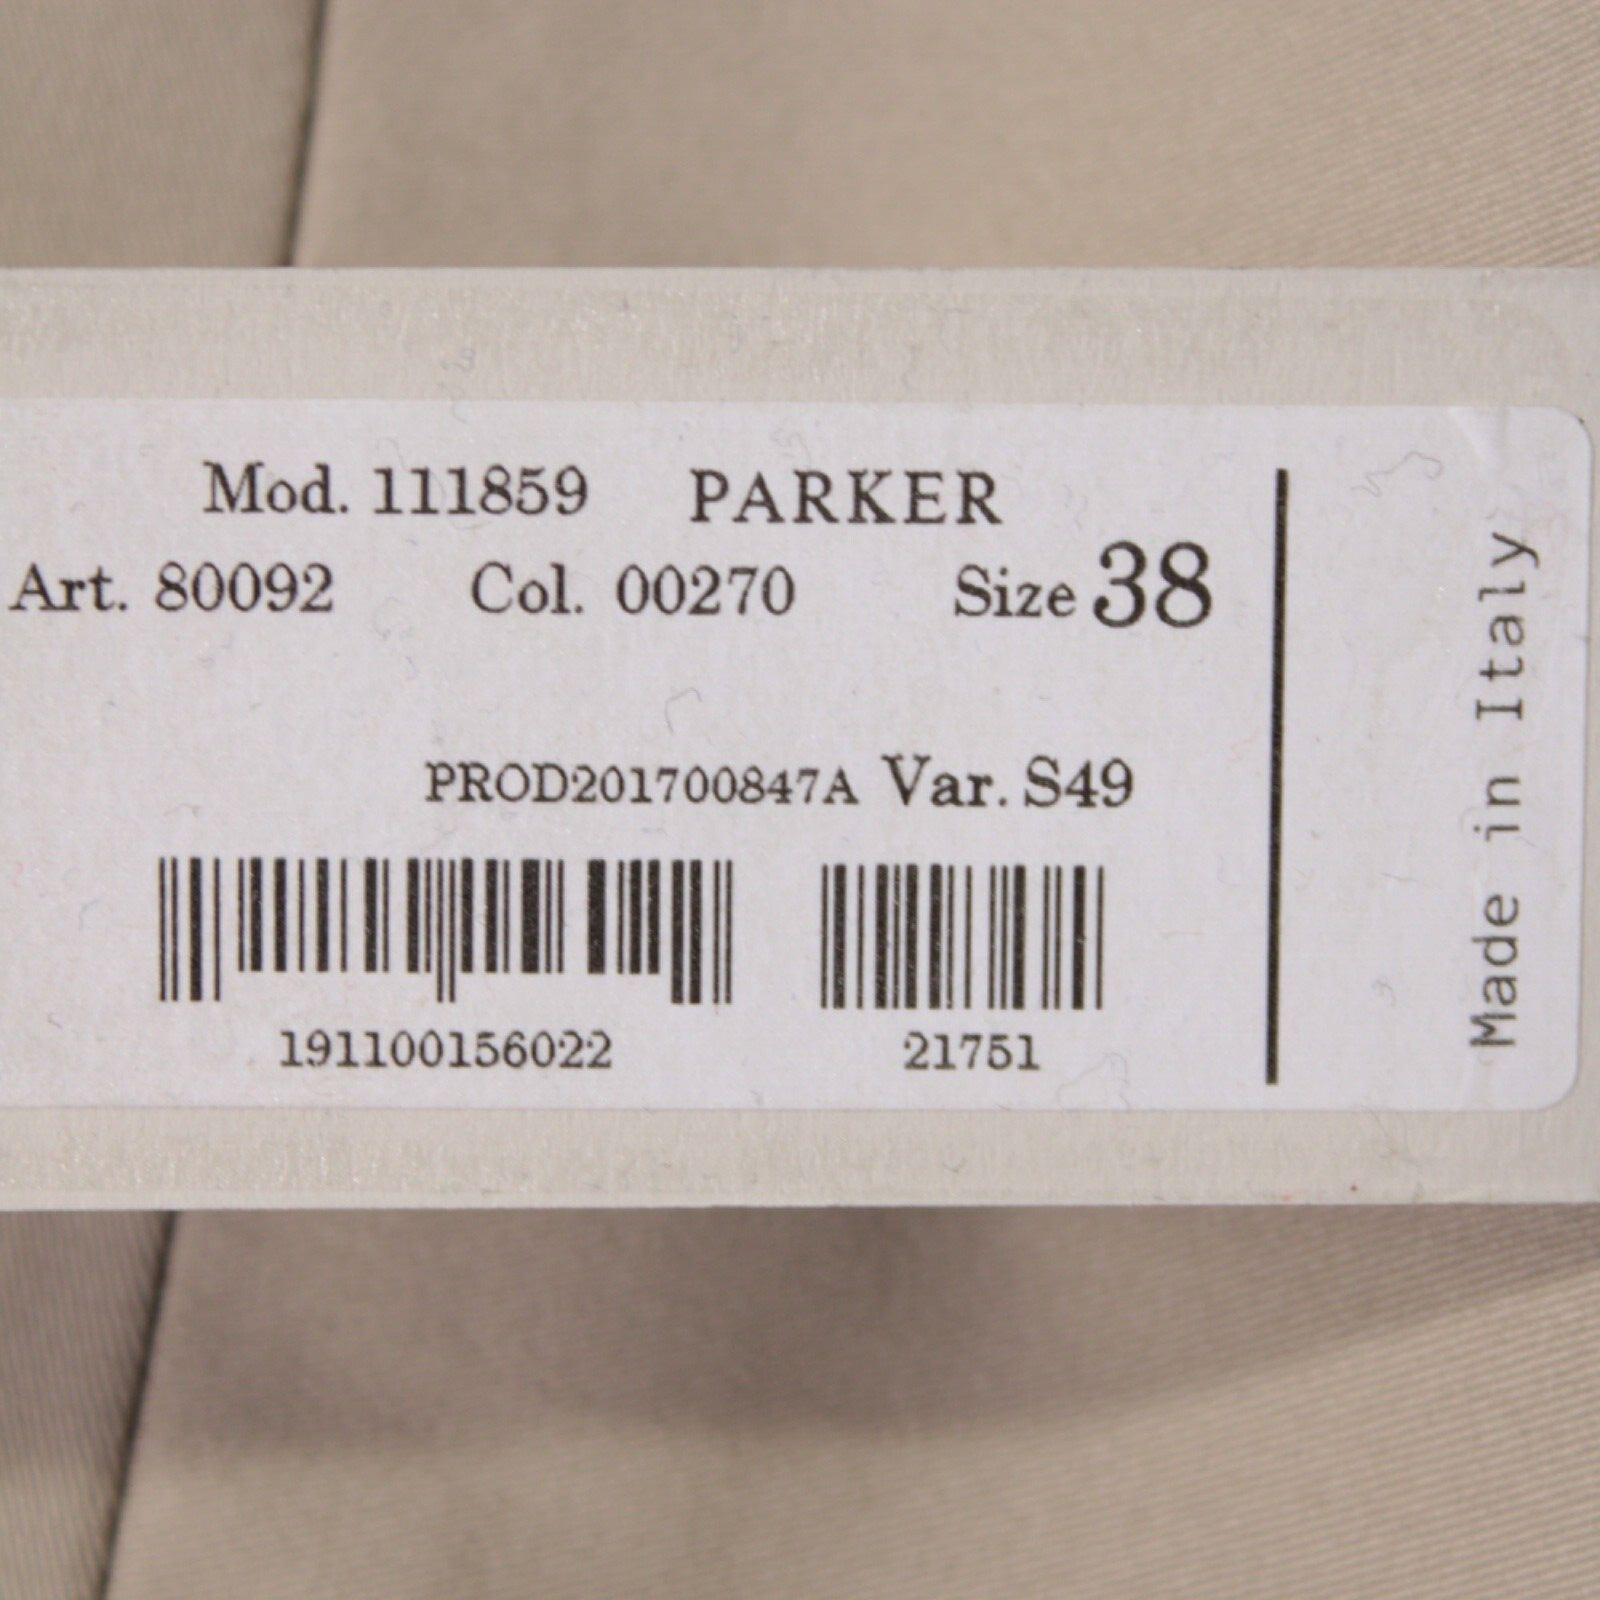 Mod. 111859 PARKER
Art. 80092 Col. 00270 Size 38
PROD201700847A Var. S49
191100156022 21751
Made in Italy